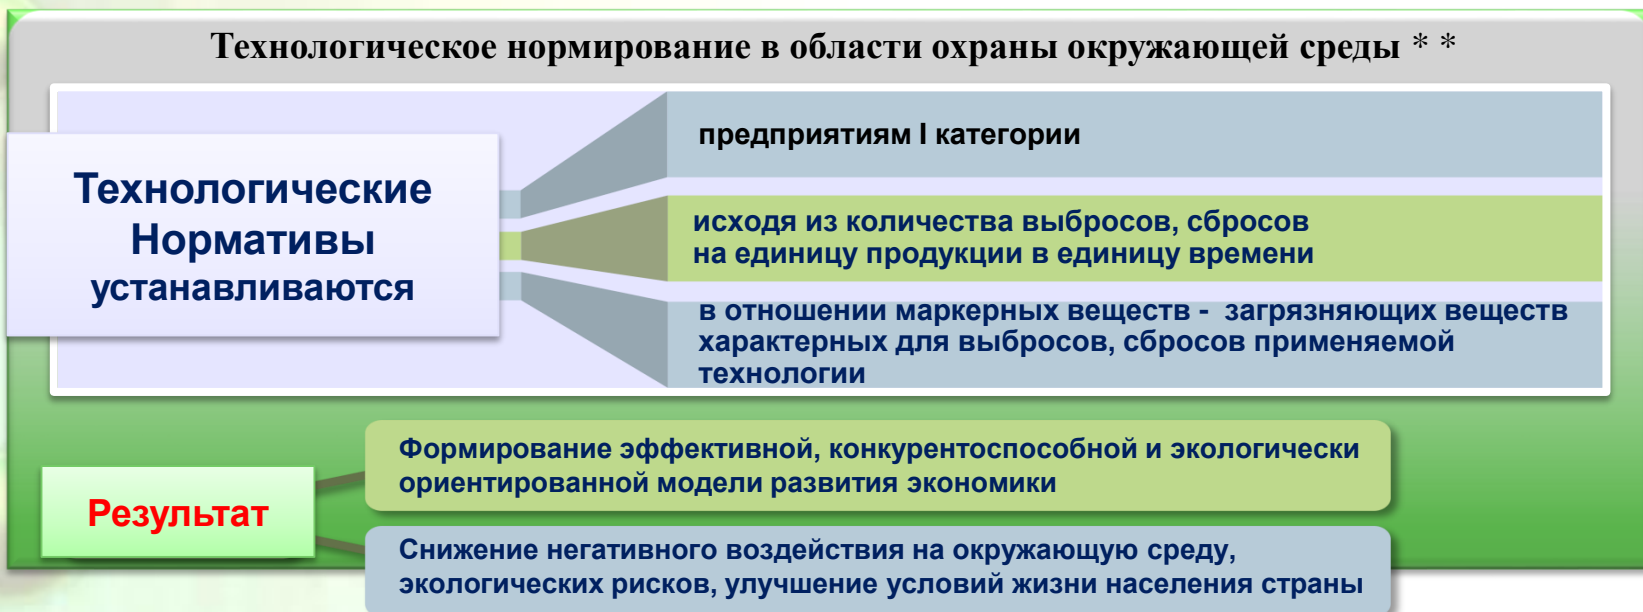 Технологическое нормирование в области охраны окружающей среды * *
Технологические
Нормативы
устанавливаются
предприятиям I категории
исходя из количества выбросов, сбросов
на единицу продукции в единицу времени
в отношении маркерных веществ - загрязняющих веществ
характерных для выбросов, сбросов применяемой
технологии
Результат
Формирование эффективной, конкурентоспособной и экологически
ориентированной модели развития экономики
Снижение негативного воздействия на окружающую среду,
экологических рисков, улучшение условий жизни населения страны